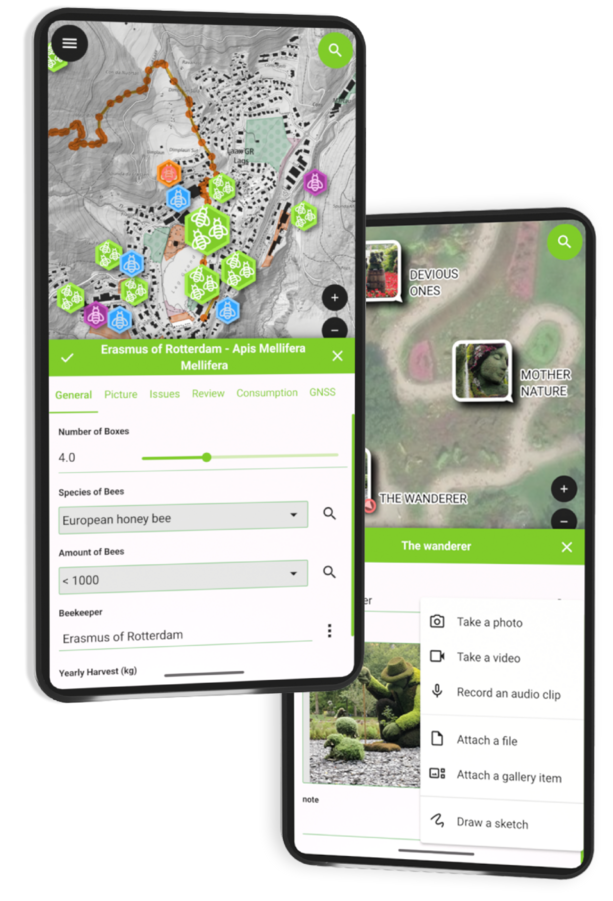 Laax GR
Erasmus of Rotterdam - Apis Mellifera
Mellifera
General Picture Issues Review Consumption GNSS
Number of Boxes
4.0
Species of Bees
European honey bee
Amount of Bees
< 1000
Beekeeper
Erasmus of Rotterdam
Yearly Harvest (kg)
DEVIOUS
ONES
MOTHER
NATURE
THE WANDERER
The wanderer
er
Take a photo
Take a video
Record an audio clip
Attach a file
Attach a gallery item
Draw a sketch
note